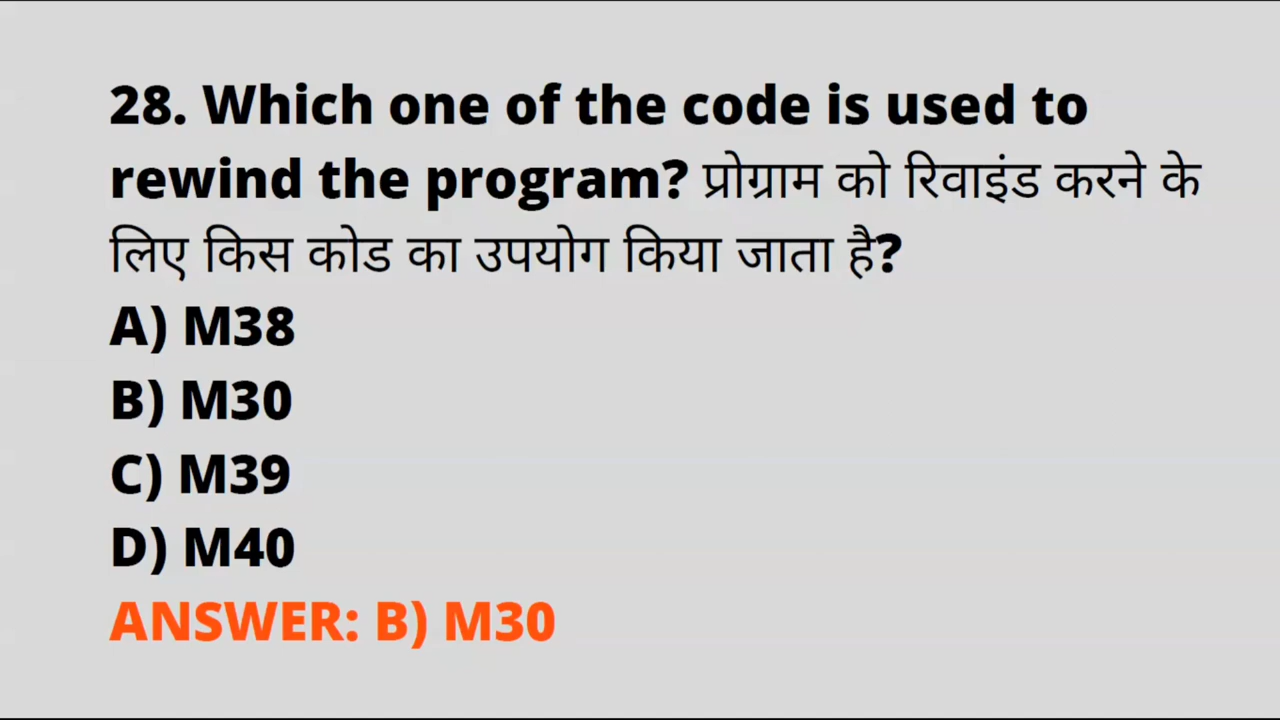 28. Which one of the code is used to
rewind the program? प्रोग्राम को रिवाइंड करने के
लिए किस कोड का उपयोग किया जाता है?
A) M38
B) M30
C) M39
D) M40
ANSWER: B) M30